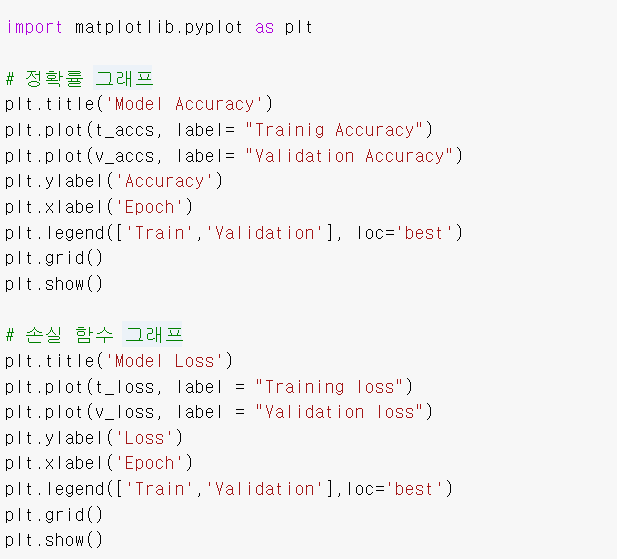 import matplotlib.pyplot as plt
# 정확률 그래프
plt.title('Model Accuracy')
plt.plot(t_accs, label= "Trainig Accuracy")
plt.plot(v_accs, label= "Validation Accuracy")
plt.ylabel('Accuracy')
plt.xlabel('Epoch')
plt.legend(['Train','Validation'], loc='best')
plt.grid()
plt.show()
# 손실 함수 그래프
plt.title('Model Loss')
plt.plot(t_loss, label = "Training loss")
plt.plot(v_loss, label = "Validation loss")
plt.ylabel('Loss')
plt.xlabel('Epoch')
plt.legend(['Train','Validation'],loc='best')
plt.grid()
plt.show()